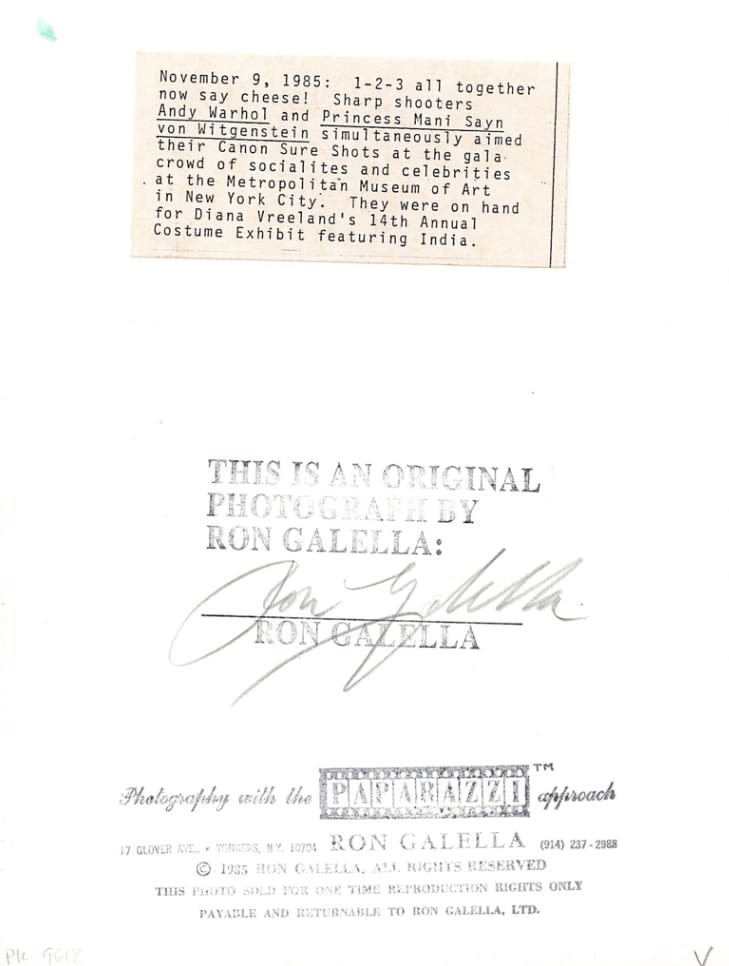 November 9, 1985:  1-2-3 all together
now say cheese!  Sharp shooters
Andy Warhol and Princess Mani Sayn
von Witgenstein simultaneously aimed
their Canon Sure Shots at the gala
crowd of socialites and celebrities
at the Metropolitan Museum of Art
in New York City.  They were on hand
for Diana Vreeland's 14th Annual
Costume Exhibit featuring India.
THIS IS AN ORIGINAL
PHOTOGRAPH BY
RON GALELLA:
Ron Galella
RON GALELLA
Photography with the PAPARAZZI™ approach
17 GLOVER AVE., • YONKERS, N.Y. 10704 RON GALELLA (914) 237-2988
© 1985 RON GALELLA, ALL RIGHTS RESERVED
THIS PHOTO SOLD FOR ONE TIME REPRODUCTION RIGHTS ONLY
PAYABLE AND RETURNABLE TO RON GALELLA, LTD.
PK 9618
V